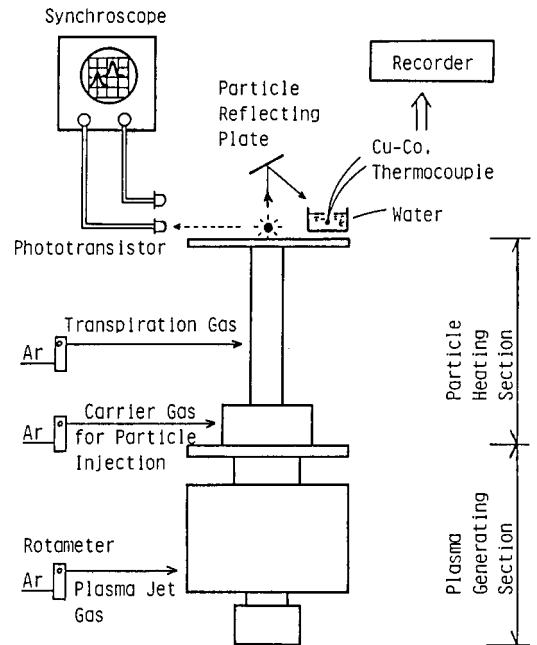 Synchroscope
Recorder
Particle
Reflecting
Plate
Cu-Co.
Thermocouple
Water
Phototransistor
Transpiration Gas
Ar
Carrier Gas
for Particle
Injection
Ar
Rotameter
Ar
Plasma Jet
Gas
Particle
Heating
Section
Plasma
Generating
Section